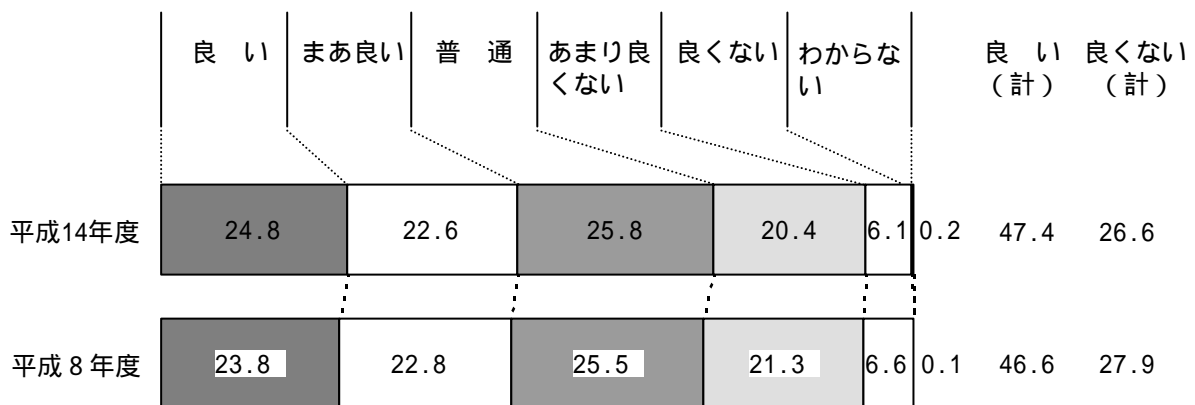 良 い まあ良い 普 通 あまり良 良くない わからな 良 い 良くない
くない い （計） （計）
平成14年度 24.8 22.6 25.8 20.4 6.1 0.2 47.4 26.6
平成８年度 23.8 22.8 25.5 21.3 6.6 0.1 46.6 27.9